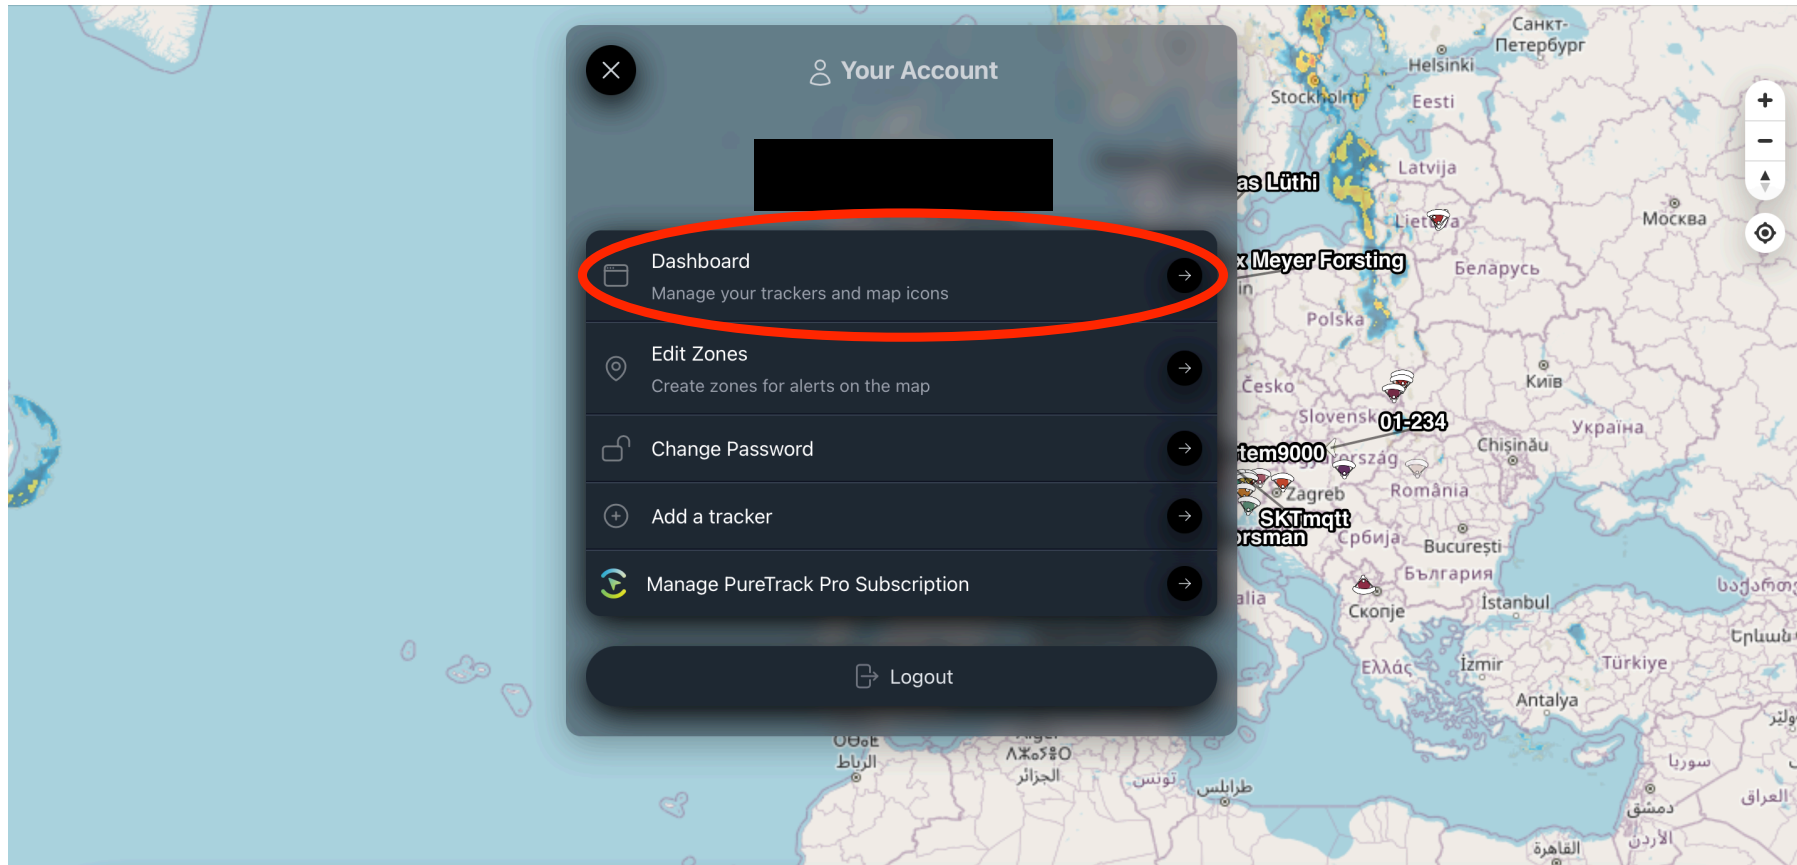 Your Account
Dashboard
Manage your trackers and map icons
Edit Zones
Create zones for alerts on the map
Change Password
Add a tracker
Manage PureTrack Pro Subscription
Logout
Санкт-
Петербург
Helsinki
Stockholm
Eesti
Latvija
as Lüthi
Lietuva
Москва
x Meyer Forsting
Беларусь
in
Polska
Česko
Київ
Slovensk
01-234
Україна
tem9000
Chișinău
Zagreb
România
SKTmqtt
orsman
Србија
București
България
alia
Скопје
İstanbul
Ελλάς
İzmir
Türkiye
Antalya
الرباط
الجزائر
تونس
طرابلس
سوريا
دمشق
العراق
الأردن
القاهرة